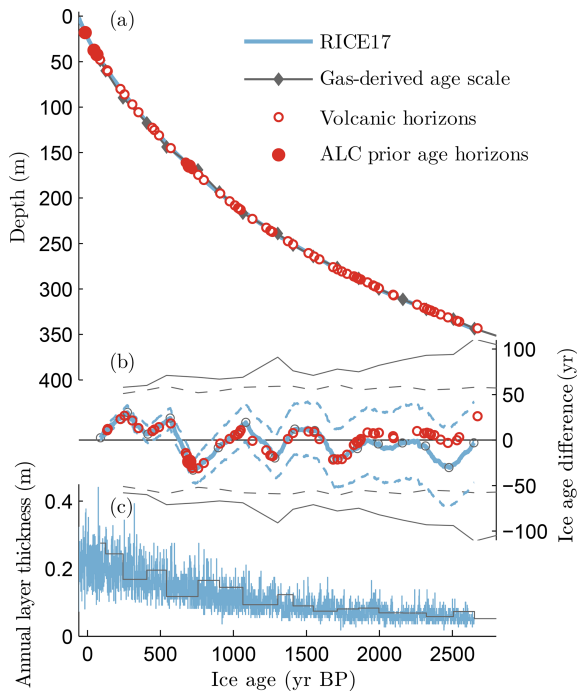 (a)
0
50
100
150
200
250
300
350
400
Depth (m)
RICE17
Gas-derived age scale
Volcanic horizons
ALC prior age horizons
(b)
100
50
0
−50
−100
Ice age difference (yr)
(c)
0.4
0.2
0
Annual layer thickness (m)
0 500 1000 1500 2000 2500
Ice age (yr BP)